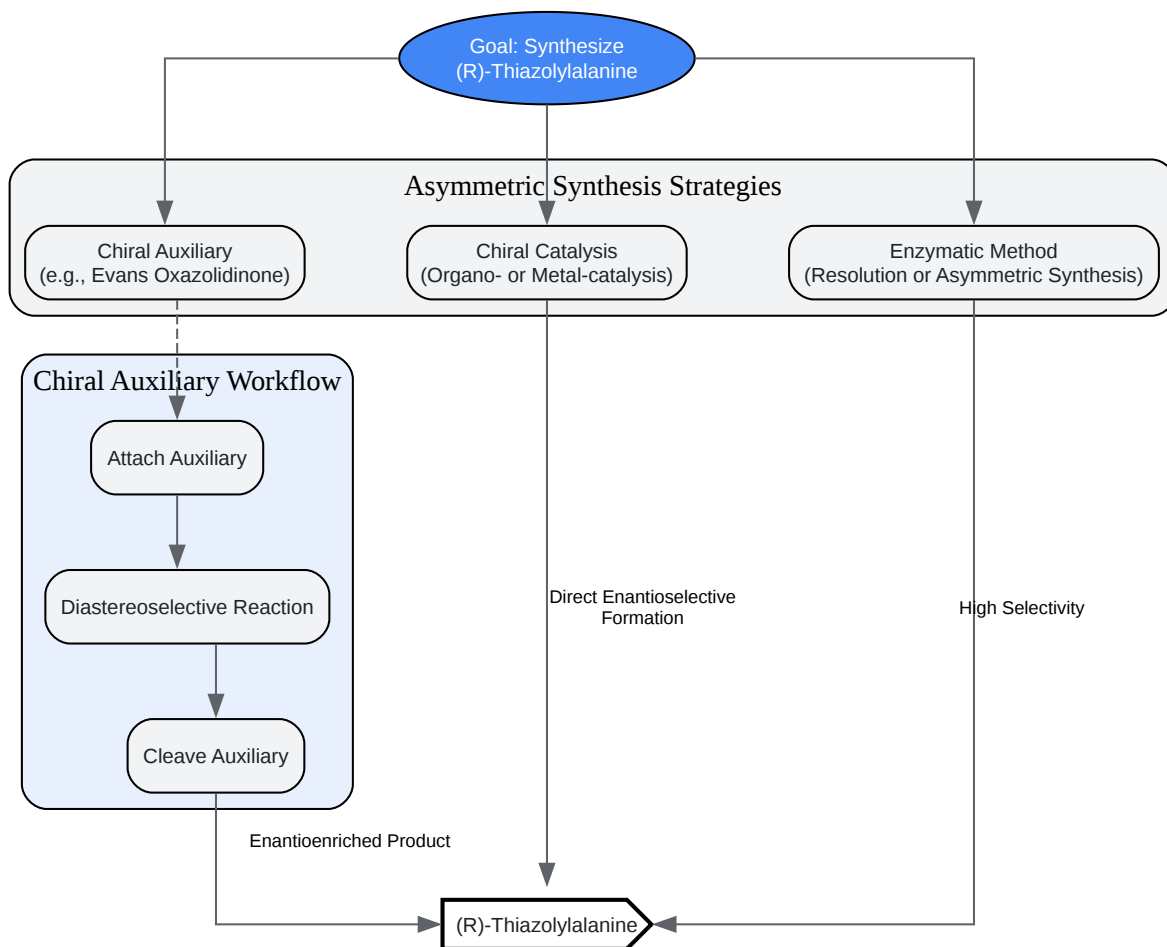 Goal: Synthesize
(R)-Thiazolylalanine
Asymmetric Synthesis Strategies
Chiral Auxiliary
(e.g., Evans Oxazolidinone)
Chiral Catalysis
(Organo- or Metal-catalysis)
Enzymatic Method
(Resolution or Asymmetric Synthesis)
Chiral Auxiliary Workflow
Attach Auxiliary
Diastereoselective Reaction
Cleave Auxiliary
Direct Enantioselective
Formation
High Selectivity
Enantioenriched Product
(R)-Thiazolylalanine